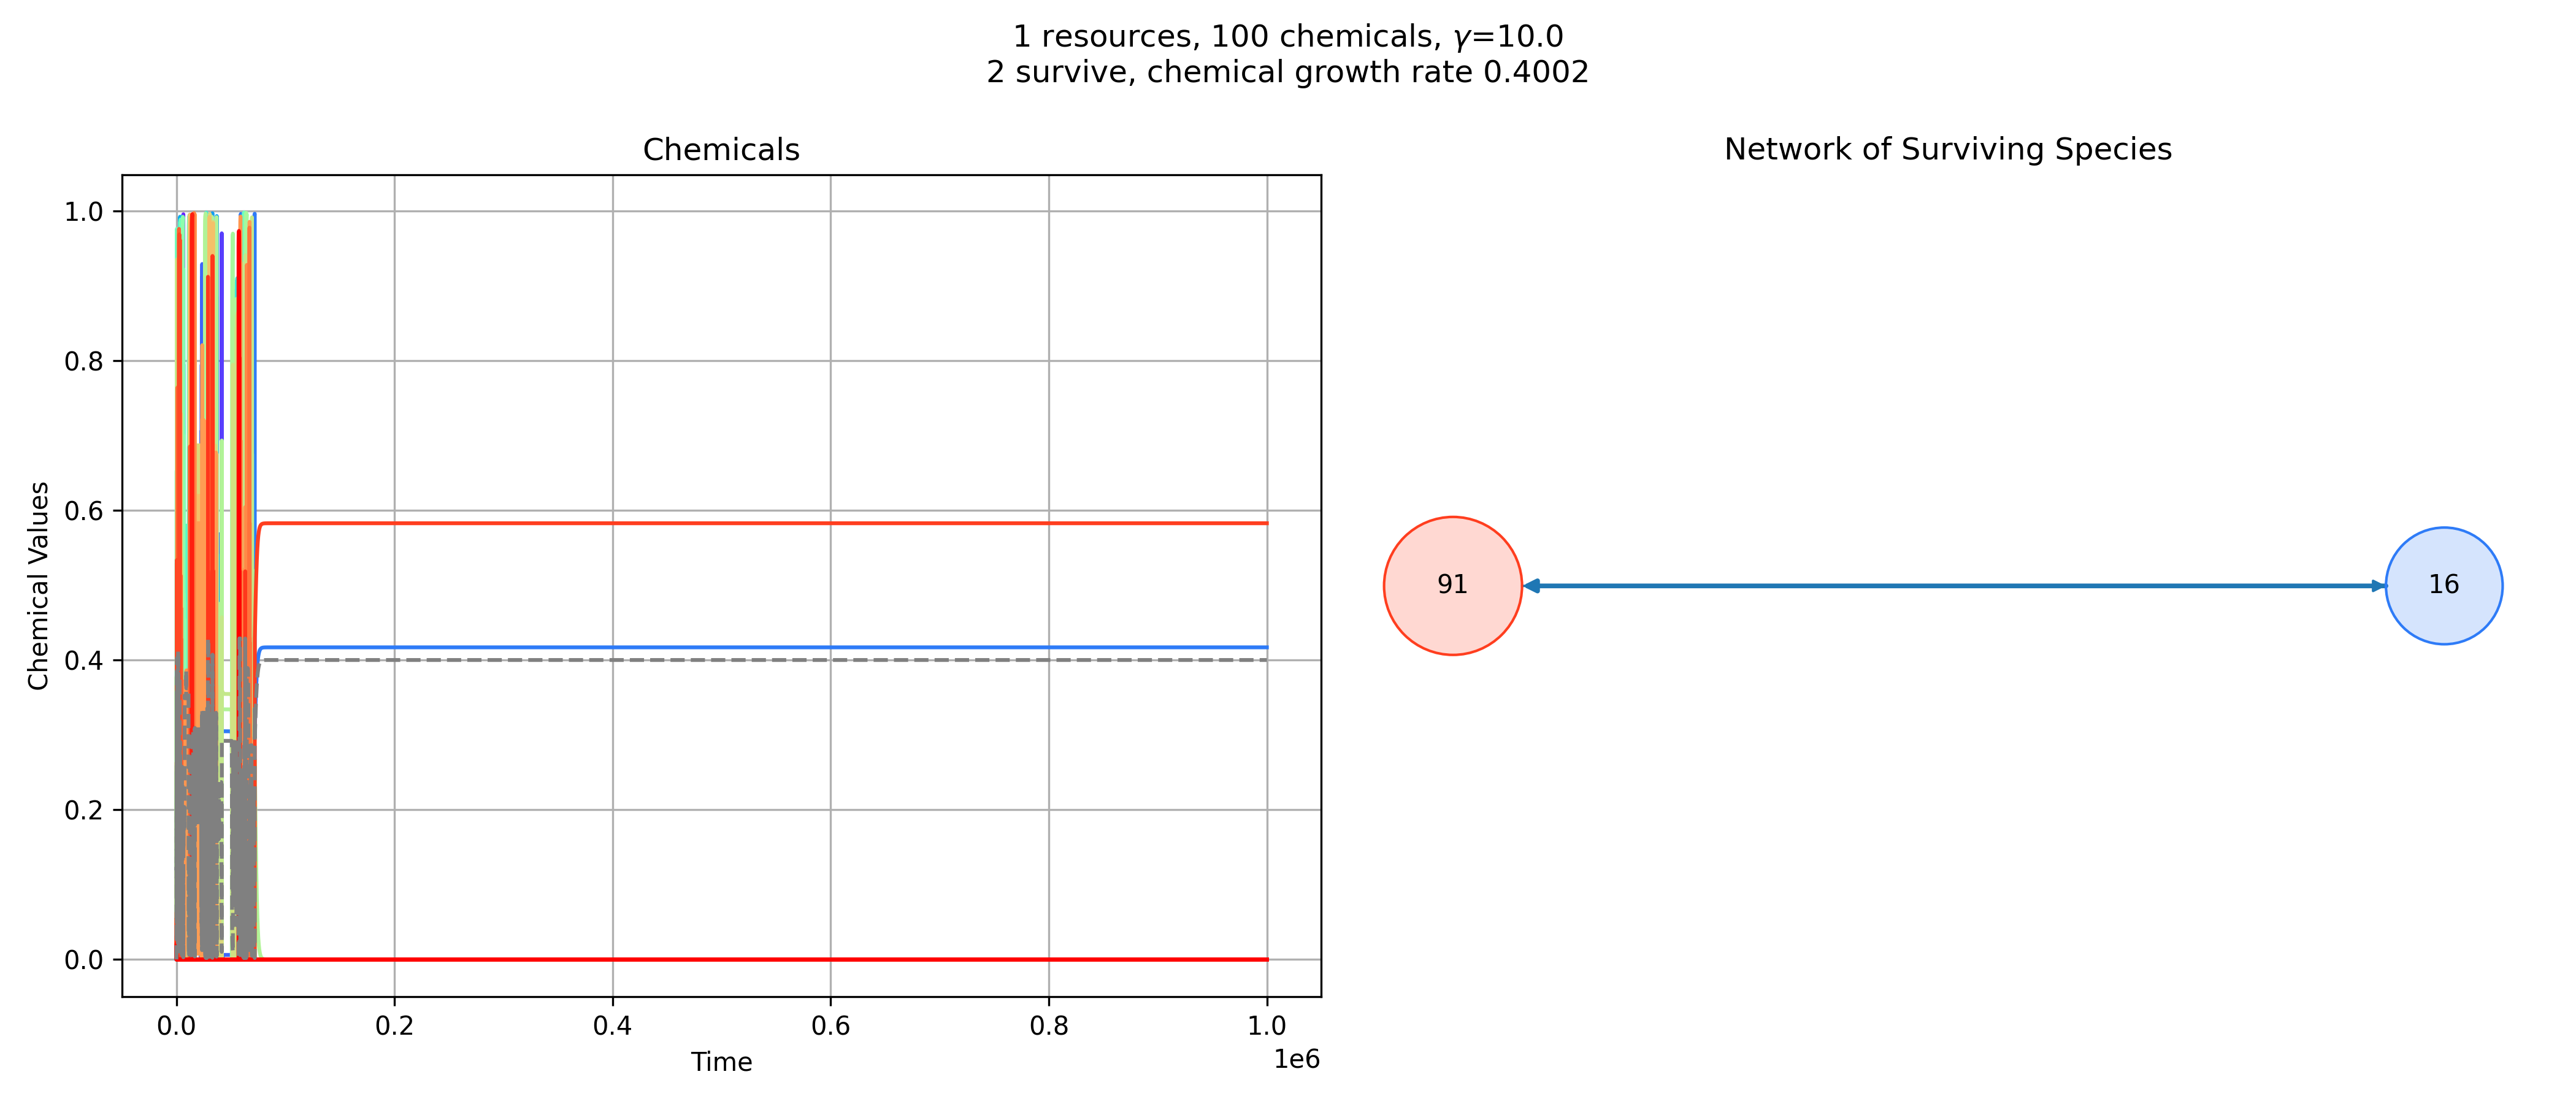 1 resources, 100 chemicals, γ=10.0
2 survive, chemical growth rate 0.4002
Chemicals
Network of Surviving Species
Chemical Values
1.0
0.8
0.6
0.4
0.2
0.0
0.0 0.2 0.4 0.6 0.8 1.0
1e6
Time
91
16